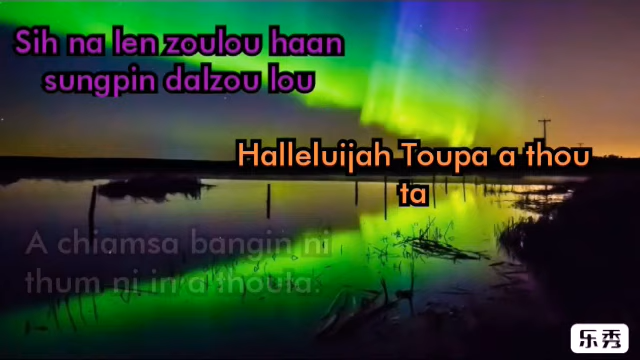 Sih na len zoulou haan
sungpin dalzou lou
Halleluijah Toupa a thou
ta
A chiamsa bangin ni
thum ni in a thouta.
乐秀